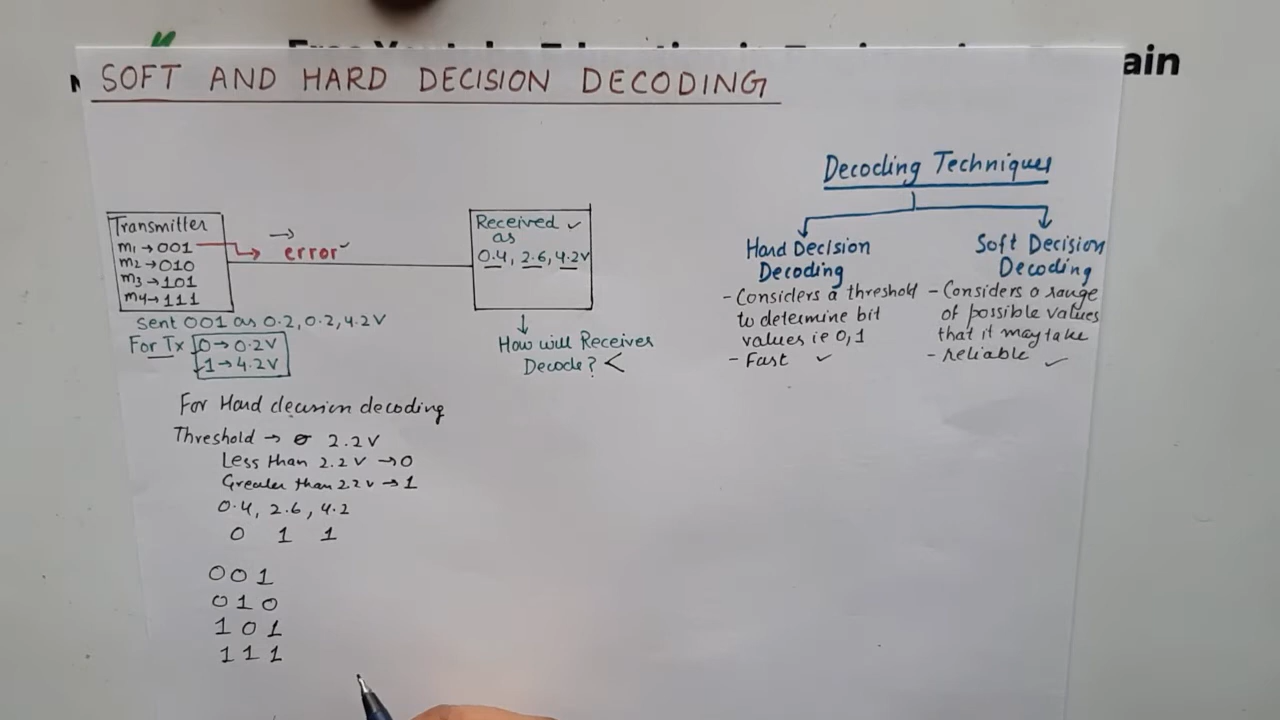 ain
SOFT AND HARD DECISION DECODING
Decoding Techniques
Transmitter
m1→001
m2→010
m3→101
m4→111
→
error
Received ✓
as
0.4, 2.6, 4.2V
Sent 001 as 0.2, 0.2, 4.2V
For Tx 0→0.2V
1→4.2V
How will Receiver
Decode? <
Hard Decision
Decoding
- Considers a threshold
to determine bit
values ie 0,1
- Fast ✓
Soft Decision
Decoding
- Considers a range
of possible values
that it may take
- reliable ✓
For Hard decision decoding
Threshold → 2.2V
Less than 2.2V →0
Greater than 2.2V →1
0.4, 2.6, 4.2
0 1 1
001
010
101
111